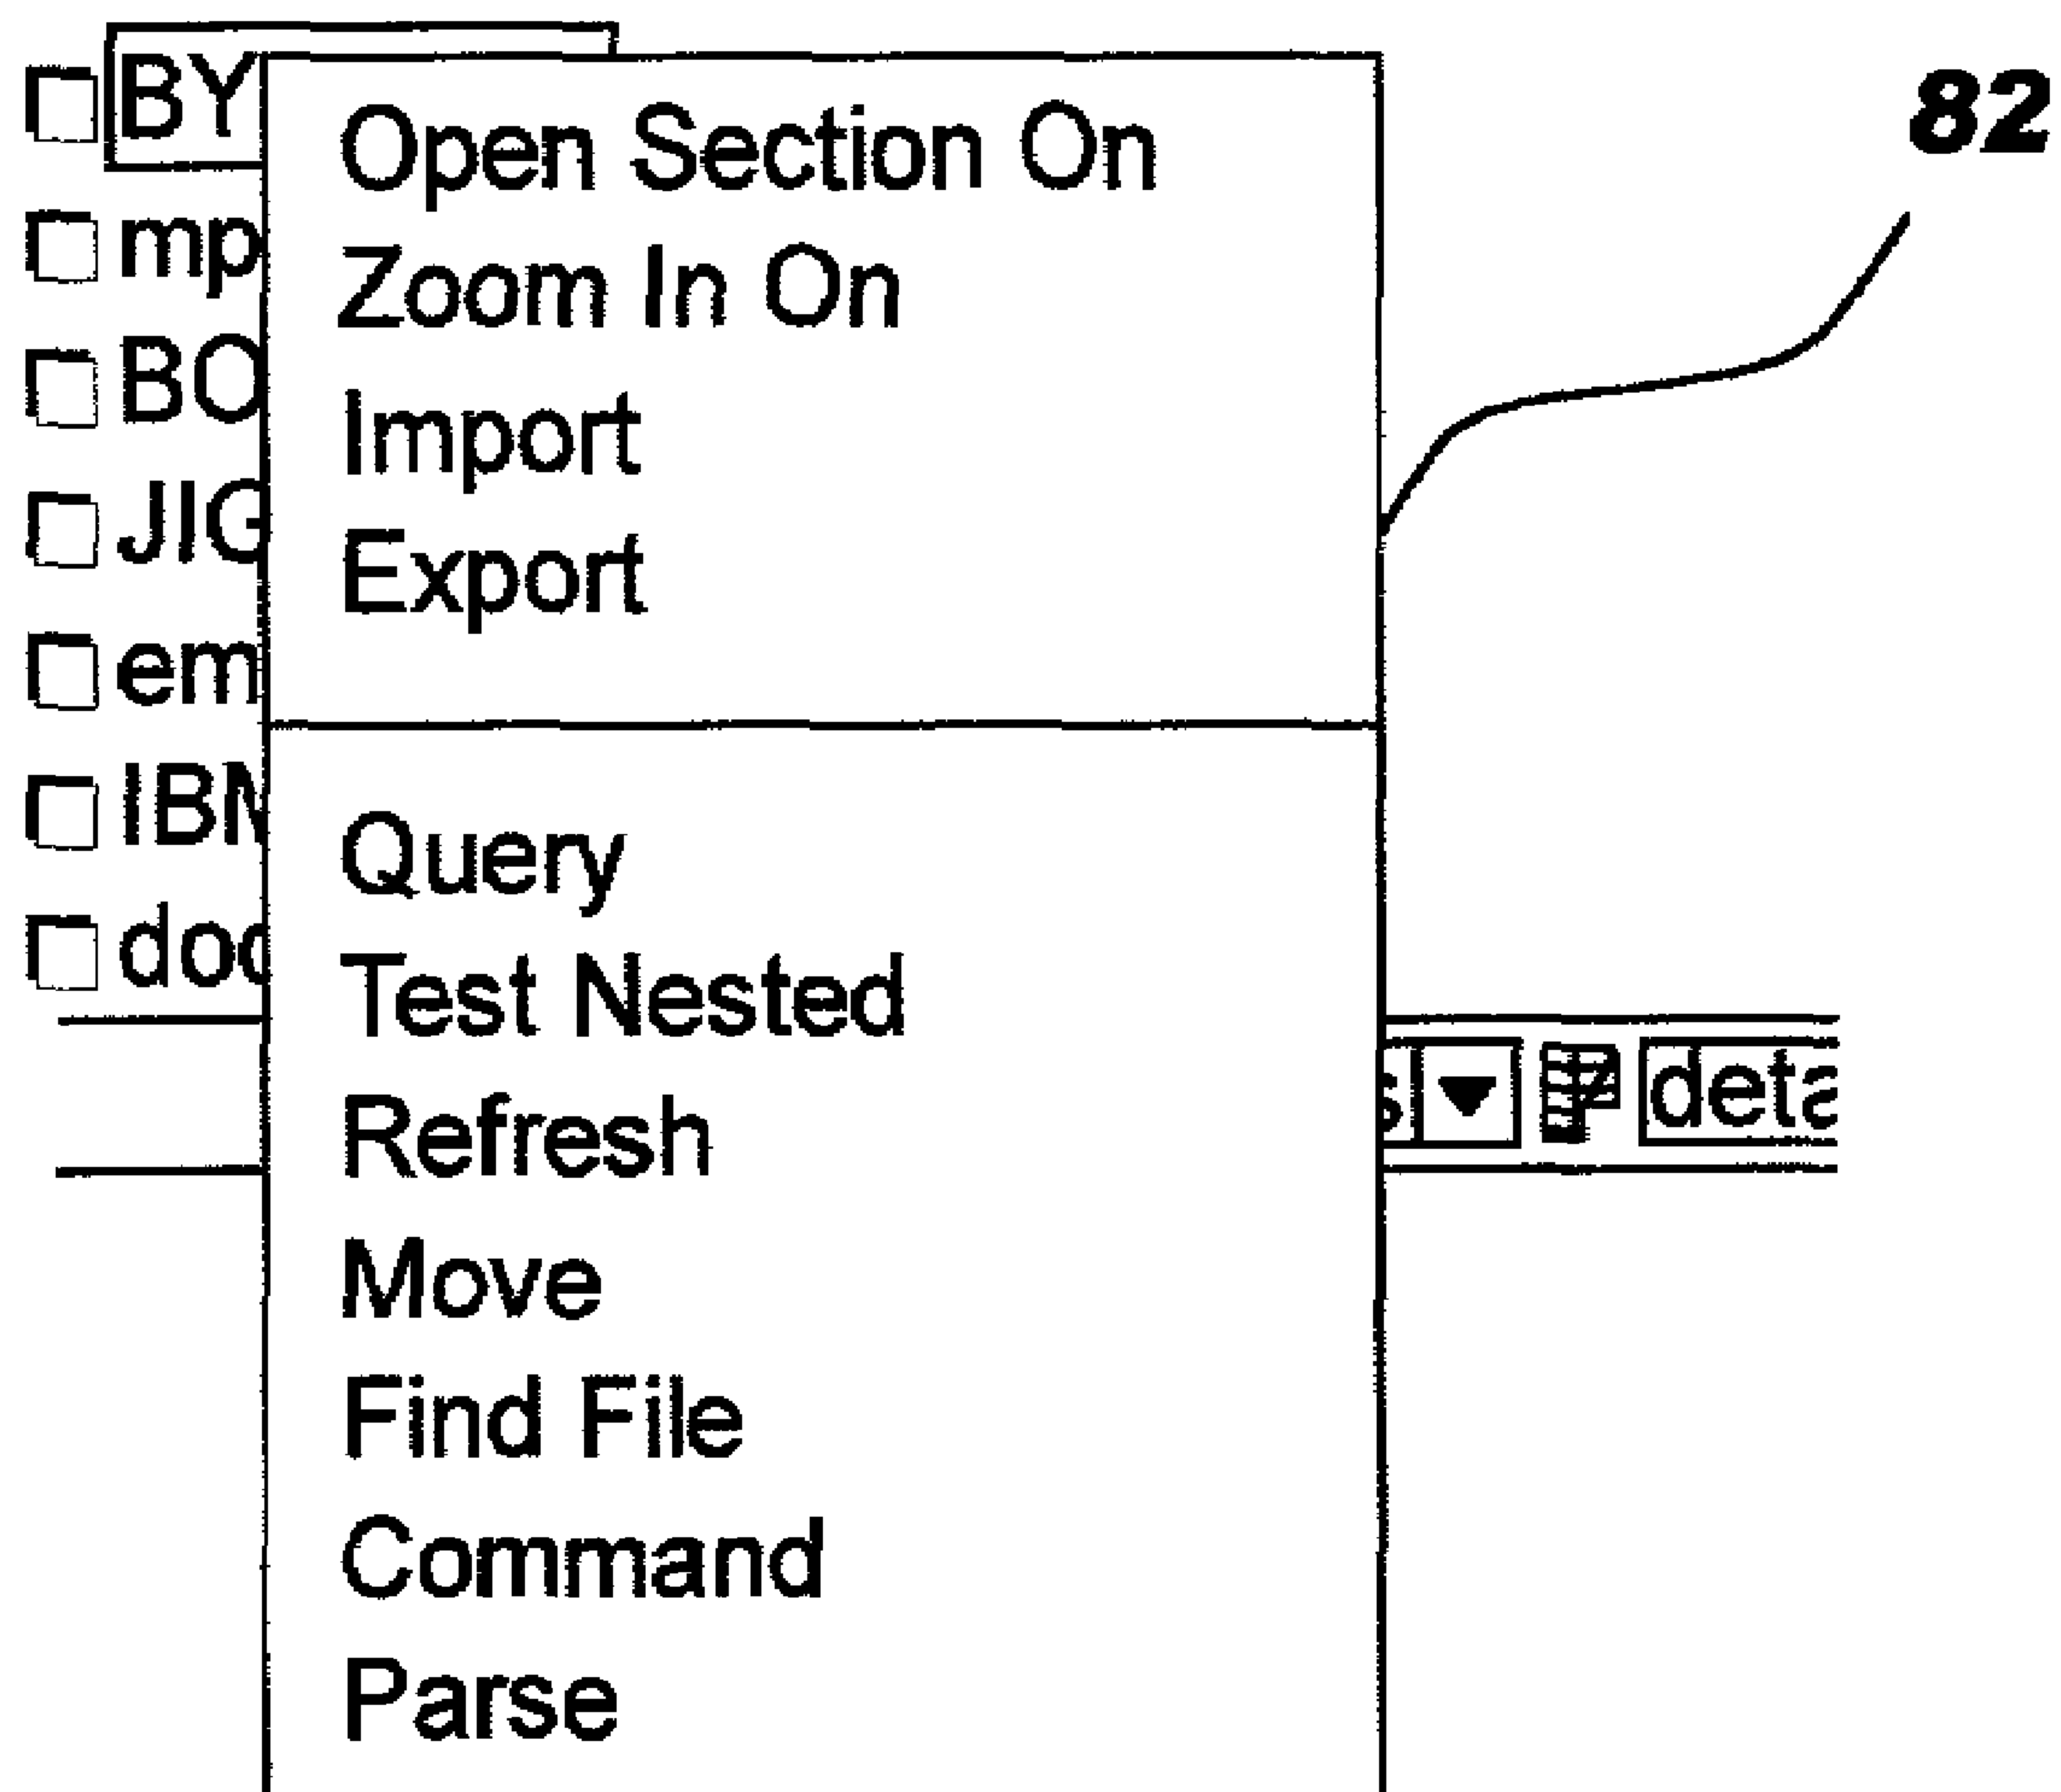 BY
82
Open Section On
mp
Zoom In On
BO
Import
JIG
Export
em
IBM
Query
doc
Test Nested
s
deta
Refresh
Move
Find File
Command
Parse